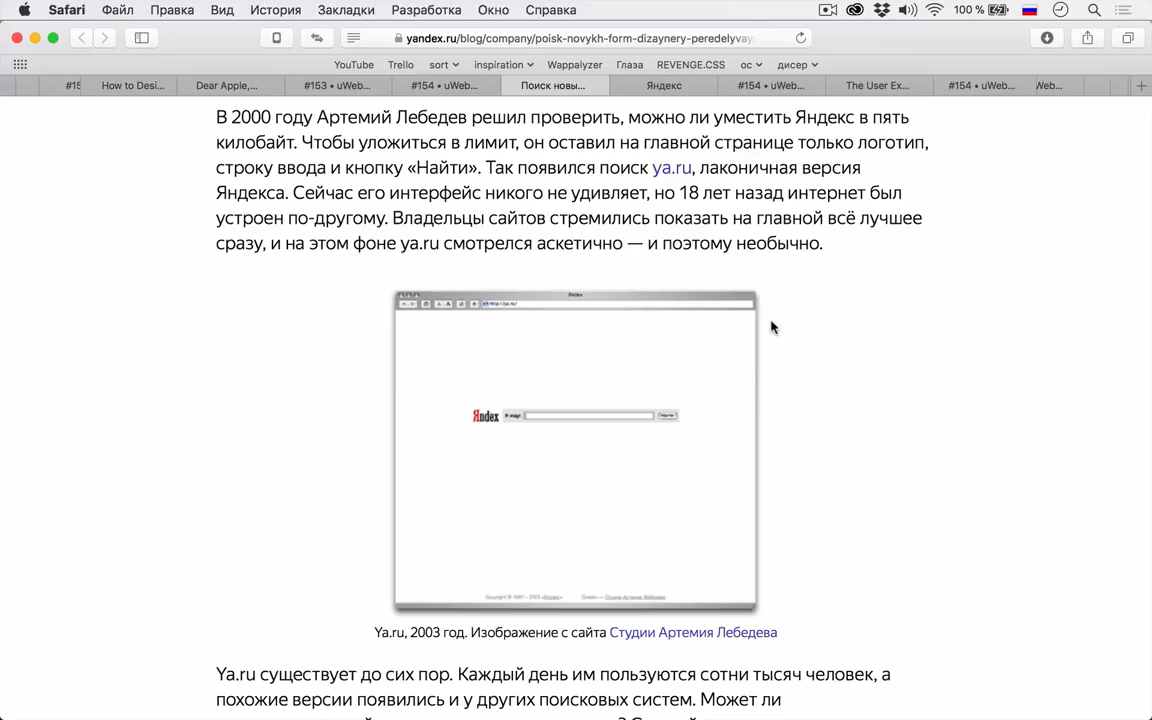 Safari Файл Правка Вид История Закладки Разработка Окно Справка 100 %
yandex.ru/blog/company/poisk-novykh-form-dizaynery-peredelyvay
YouTube Trello sort inspiration Wappalyzer Глаза REVENGE.CSS ос дисер
#15 How to Desi... Dear Apple,... #153 • uWeb... #154 • uWeb... Поиск новы... Яндекс #154 • uWeb... The User Ex... #154 • uWeb... Web...
В 2000 году Артемий Лебедев решил проверить, можно ли уместить Яндекс в пять
килобайт. Чтобы уложиться в лимит, он оставил на главной странице только логотип,
строку ввода и кнопку «Найти». Так появился поиск ya.ru, лаконичная версия
Яндекса. Сейчас его интерфейс никого не удивляет, но 18 лет назад интернет был
устроен по-другому. Владельцы сайтов стремились показать на главной всё лучшее
сразу, и на этом фоне ya.ru смотрелся аскетично — и поэтому необычно.
Яndex
Ya.ru, 2003 год. Изображение с сайта Студии Артемия Лебедева
Ya.ru существует до сих пор. Каждый день им пользуются сотни тысяч человек, а
похожие версии появились и у других поисковых систем. Может ли